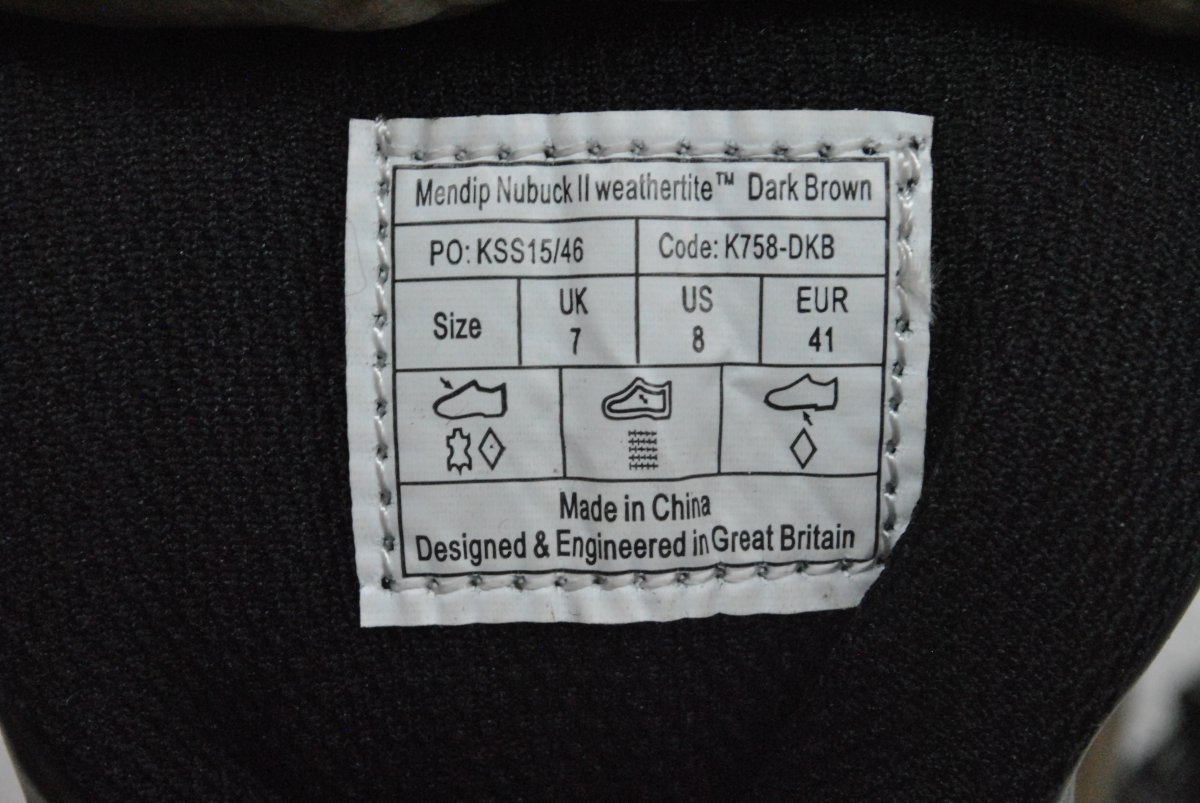 Mendip Nubuck II weathertite™ Dark Brown
PO: KSS15/46 Code: K758-DKB
Size UK 7 US 8 EUR 41
Made in China
Designed & Engineered in Great Britain